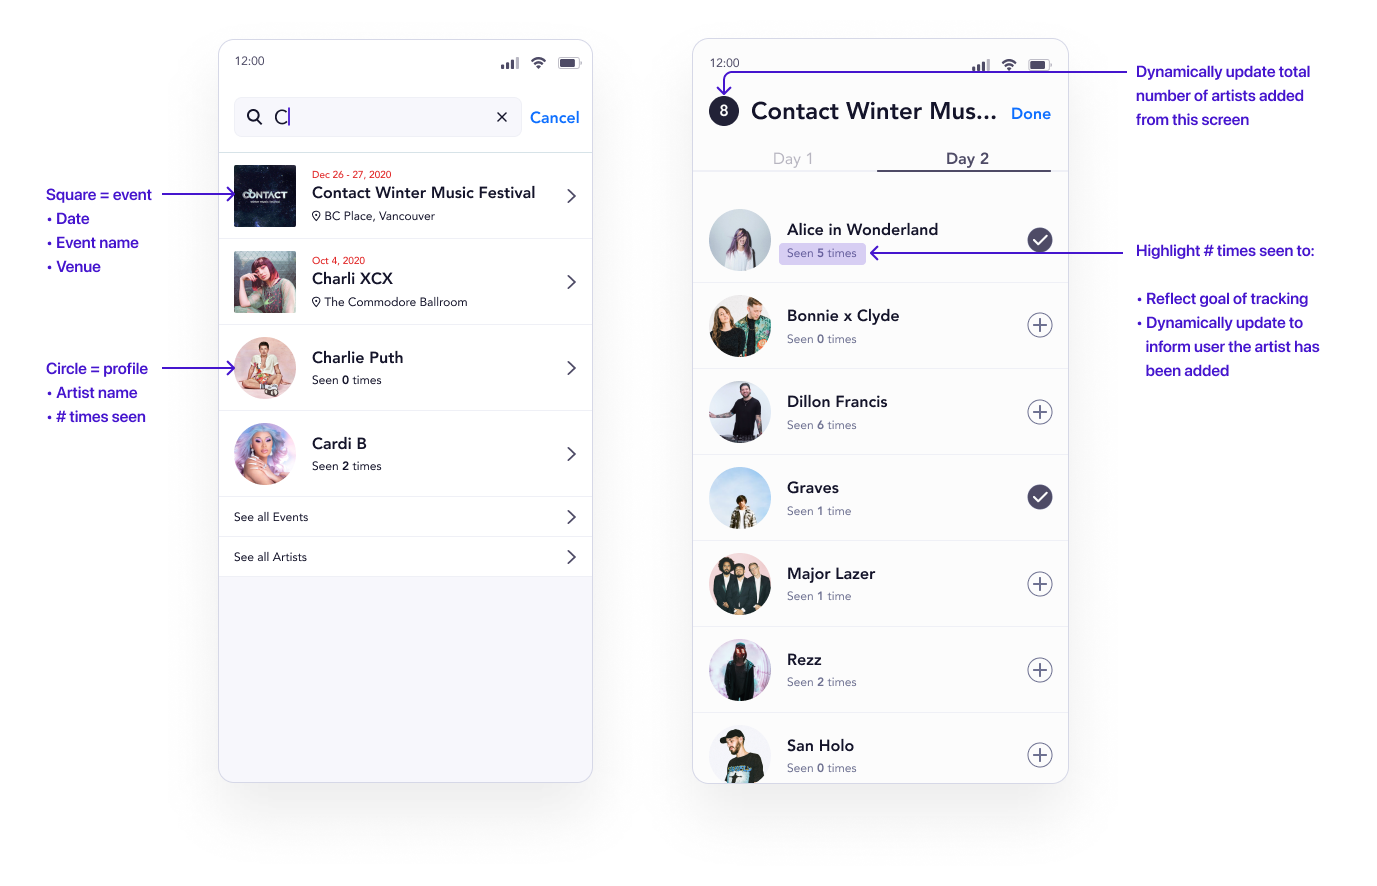 Square = event
• Date
• Event name
• Venue
Circle = profile
• Artist name
• # times seen
12:00
C
Cancel
CONTACT
Dec 26 - 27, 2020
Contact Winter Music Festival
BC Place, Vancouver
Oct 4, 2020
Charli XCX
The Commodore Ballroom
Charlie Puth
Seen 0 times
Cardi B
Seen 2 times
See all Events
See all Artists
12:00
8
Contact Winter Mus...
Done
Day 1
Day 2
Alice in Wonderland
Seen 5 times
Bonnie x Clyde
Seen 0 times
Dillon Francis
Seen 6 times
Graves
Seen 1 time
Major Lazer
Seen 1 time
Rezz
Seen 2 times
San Holo
Seen 0 times
Dynamically update total
number of artists added
from this screen
Highlight # times seen to:
• Reflect goal of tracking
• Dynamically update to
inform user the artist has
been added